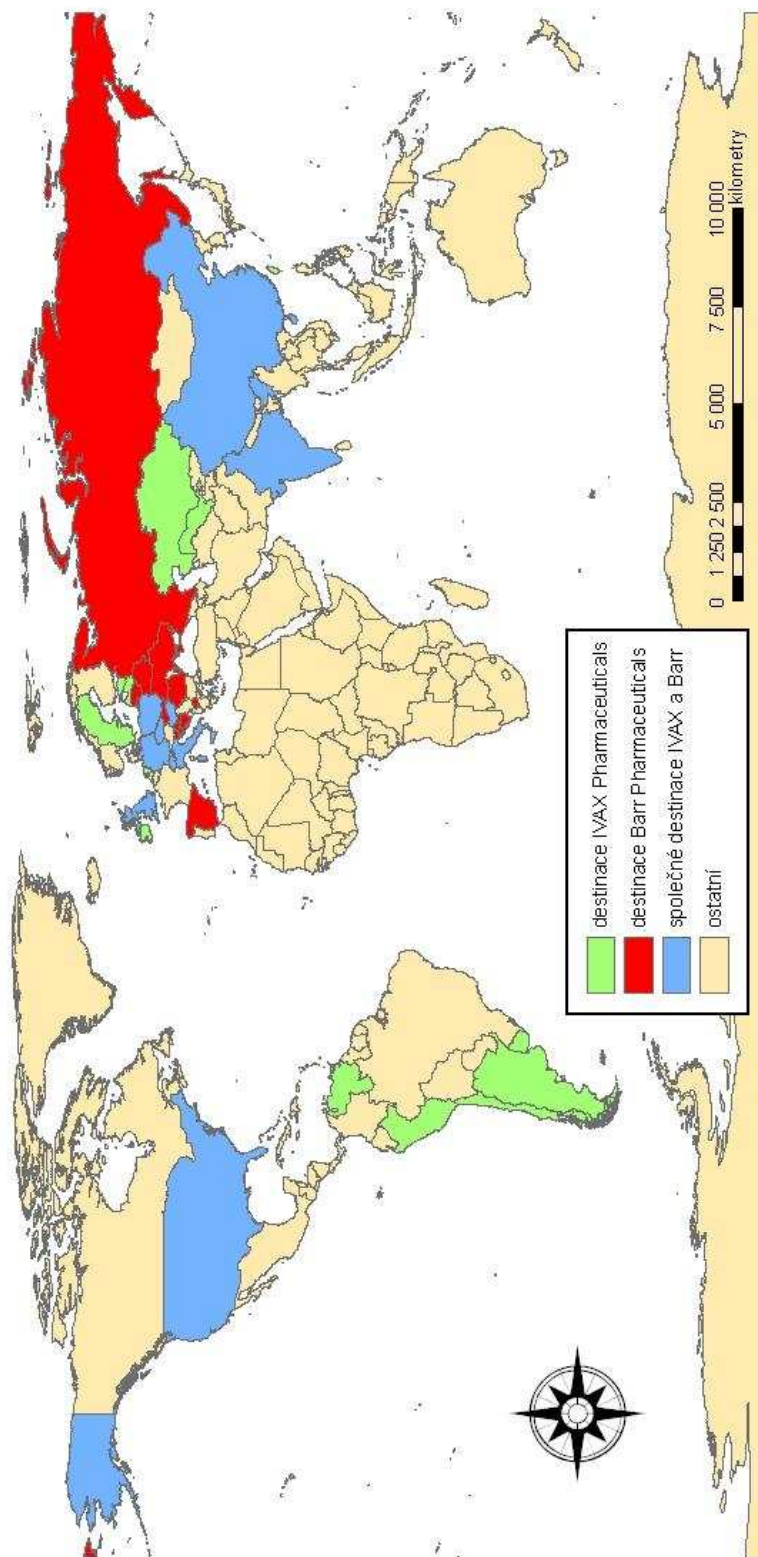 destinace IVAX Pharmaceuticals
destinace Barr Pharmaceuticals
společné destinace IVAX a Barr
ostatní
0 1 250 2 500 5 000 7 500 10 000
kilometry